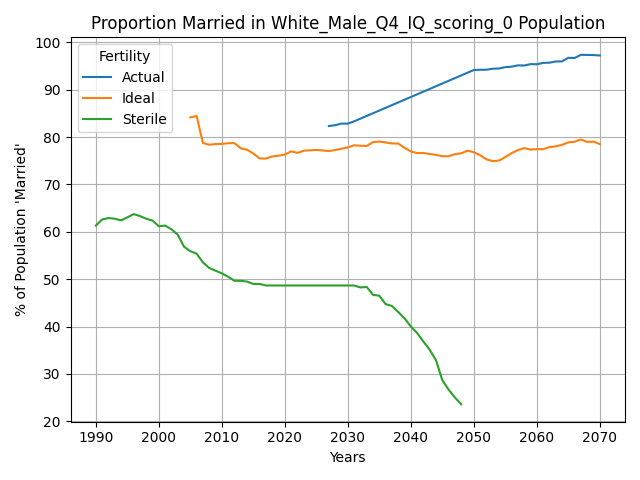 Proportion Married in White_Male_Q4_IQ_scoring_0 Population
% of Population 'Married'
100
90
80
70
60
50
40
30
20
Fertility
Actual
Ideal
Sterile
1990 2000 2010 2020 2030 2040 2050 2060 2070
Years